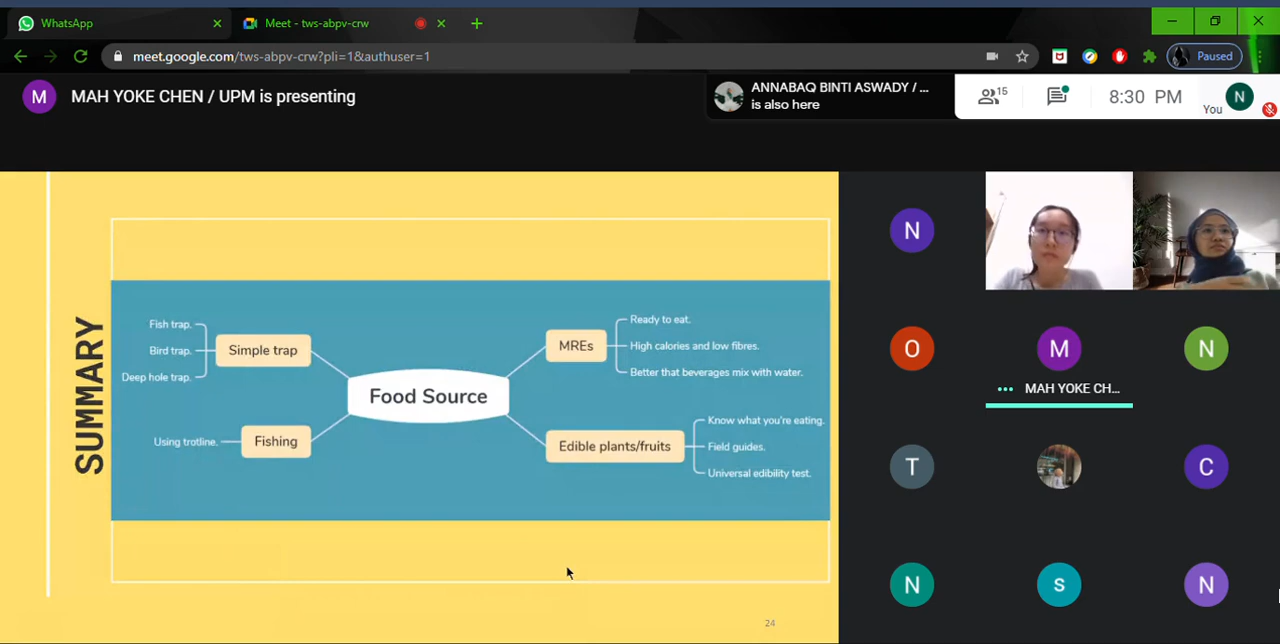 WhatsApp
Meet - tws-abpv-crw
meet.google.com/tws-abpv-crw?pli=1&authuser=1
Paused
M
MAH YOKE CHEN / UPM is presenting
ANNABAQ BINTI ASWADY / ...
is also here
15
8:30 PM
You
N
SUMMARY
Food Source
Simple trap
Fish trap.
Bird trap.
Deep hole trap.
Fishing
Using trotline.
MREs
Ready to eat.
High calories and low fibres.
Better that beverages mix with water.
Edible plants/fruits
Know what you're eating.
Field guides.
Universal edibility test.
24
N
O
M
MAH YOKE CH...
N
T
C
N
S
N